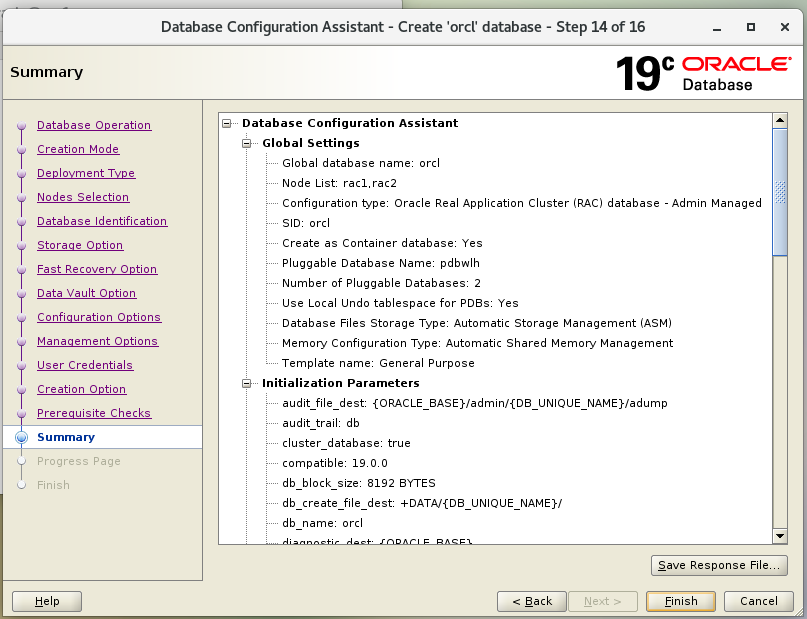 Database Configuration Assistant - Create 'orcl' database - Step 14 of 16
Summary
19c ORACLE
Database
Database Operation
Creation Mode
Deployment Type
Nodes Selection
Database Identification
Storage Option
Fast Recovery Option
Data Vault Option
Configuration Options
Management Options
User Credentials
Creation Option
Prerequisite Checks
Summary
Progress Page
Finish
Database Configuration Assistant
Global Settings
Global database name: orcl
Node List: rac1,rac2
Configuration type: Oracle Real Application Cluster (RAC) database - Admin Managed
SID: orcl
Create as Container database: Yes
Pluggable Database Name: pdbwlh
Number of Pluggable Databases: 2
Use Local Undo tablespace for PDBs: Yes
Database Files Storage Type: Automatic Storage Management (ASM)
Memory Configuration Type: Automatic Shared Memory Management
Template name: General Purpose
Initialization Parameters
audit_file_dest: {ORACLE_BASE}/admin/{DB_UNIQUE_NAME}/adump
audit_trail: db
cluster_database: true
compatible: 19.0.0
db_block_size: 8192 BYTES
db_create_file_dest: +DATA/{DB_UNIQUE_NAME}/
db_name: orcl
diagnostic_dest: {ORACLE_BASE}
Save Response File...
Help
< Back
Next >
Finish
Cancel